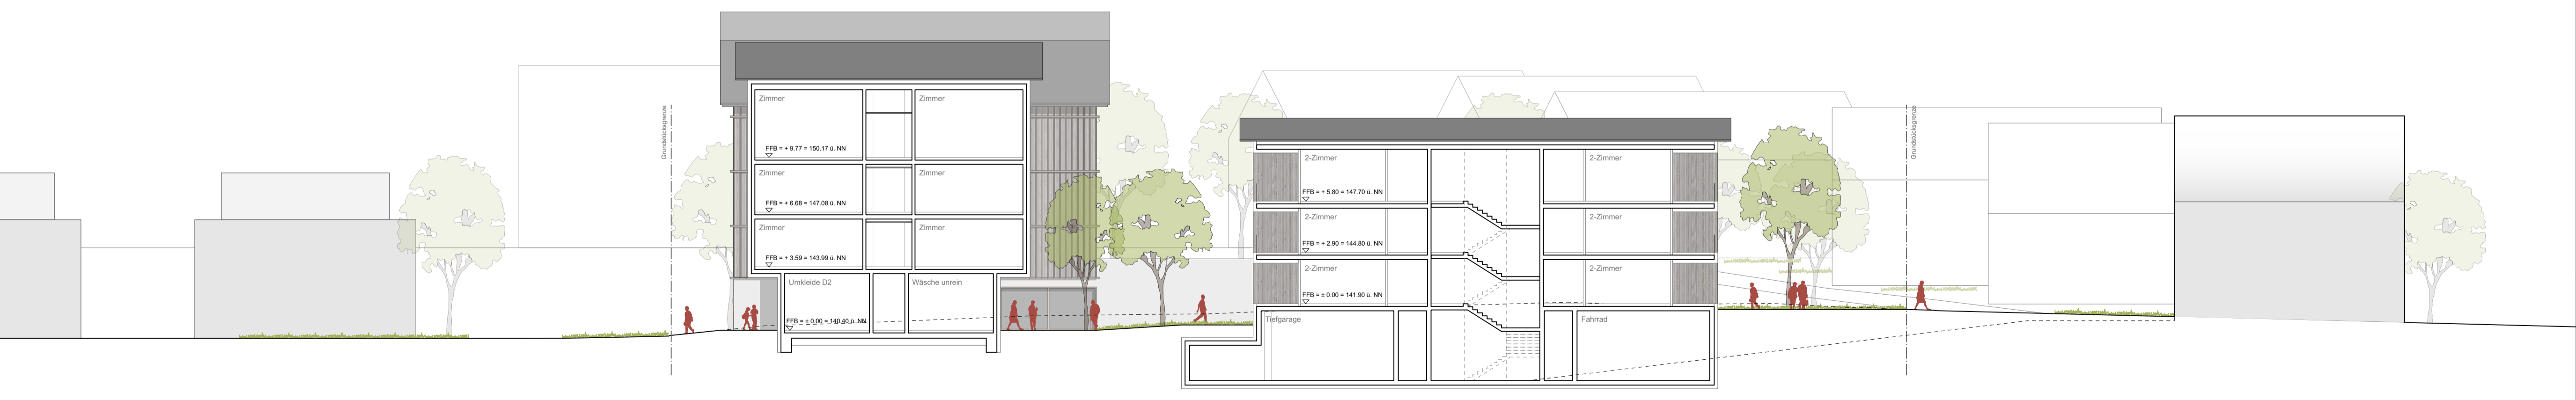 Grundstücksgrenze
Zimmer
Zimmer
FFB = + 9.77 = 150.17 ü. NN
Zimmer
Zimmer
FFB = + 6.68 = 147.08 ü. NN
Zimmer
Zimmer
FFB = + 3.59 = 143.99 ü. NN
Umkleide D2
Wäsche unrein
FFB = ± 0.00 = 140.40 ü. NN
2-Zimmer
2-Zimmer
FFB = + 5.80 = 147.70 ü. NN
2-Zimmer
2-Zimmer
FFB = + 2.90 = 144.80 ü. NN
2-Zimmer
2-Zimmer
FFB = ± 0.00 = 141.90 ü. NN
Tiefgarage
Fahrrad
Grundstücksgrenze